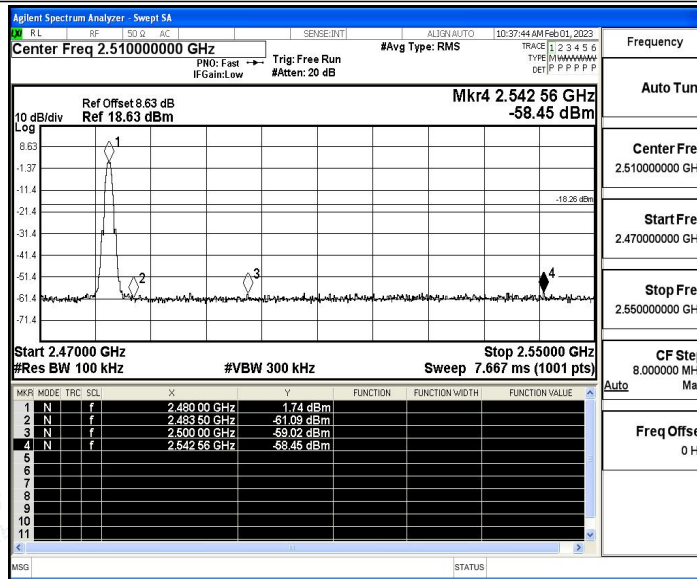 Agilent Spectrum Analyzer - Swept SA
LXI RL RF 50 Ω AC SENSE:INT ALIGN AUTO 10:37:44 AM Feb 01, 2023
Center Freq 2.510000000 GHz #Avg Type: RMS TRACE 1 2 3 4 5 6
PNO: Fast Trig: Free Run TYPE MWWWWW
IFGain:Low #Atten: 20 dB DET P P P P P P
Ref Offset 8.63 dB Mkr4 2.542 56 GHz
10 dB/div Ref 18.63 dBm -58.45 dBm
Log
8.63
-1.37
-11.4
-21.4
-31.4
-41.4
-51.4
-61.4
-71.4
1
-18.26 dBm
2
3
4
Start 2.47000 GHz Stop 2.55000 GHz
#Res BW 100 kHz #VBW 300 kHz Sweep 7.667 ms (1001 pts)
MKR MODE TRC SCL X Y FUNCTION FUNCTION WIDTH FUNCTION VALUE
1 N f 2.480 00 GHz 1.74 dBm
2 N f 2.483 50 GHz -61.09 dBm
3 N f 2.500 00 GHz -59.02 dBm
4 N f 2.542 56 GHz -58.45 dBm
5
6
7
8
9
10
11
MSG STATUS
Frequency
Auto Tun
Center Fre
2.510000000 GH
Start Fre
2.470000000 GH
Stop Fre
2.550000000 GH
CF Ste
8.000000 MH
Auto Ma
Freq Offse
0 H